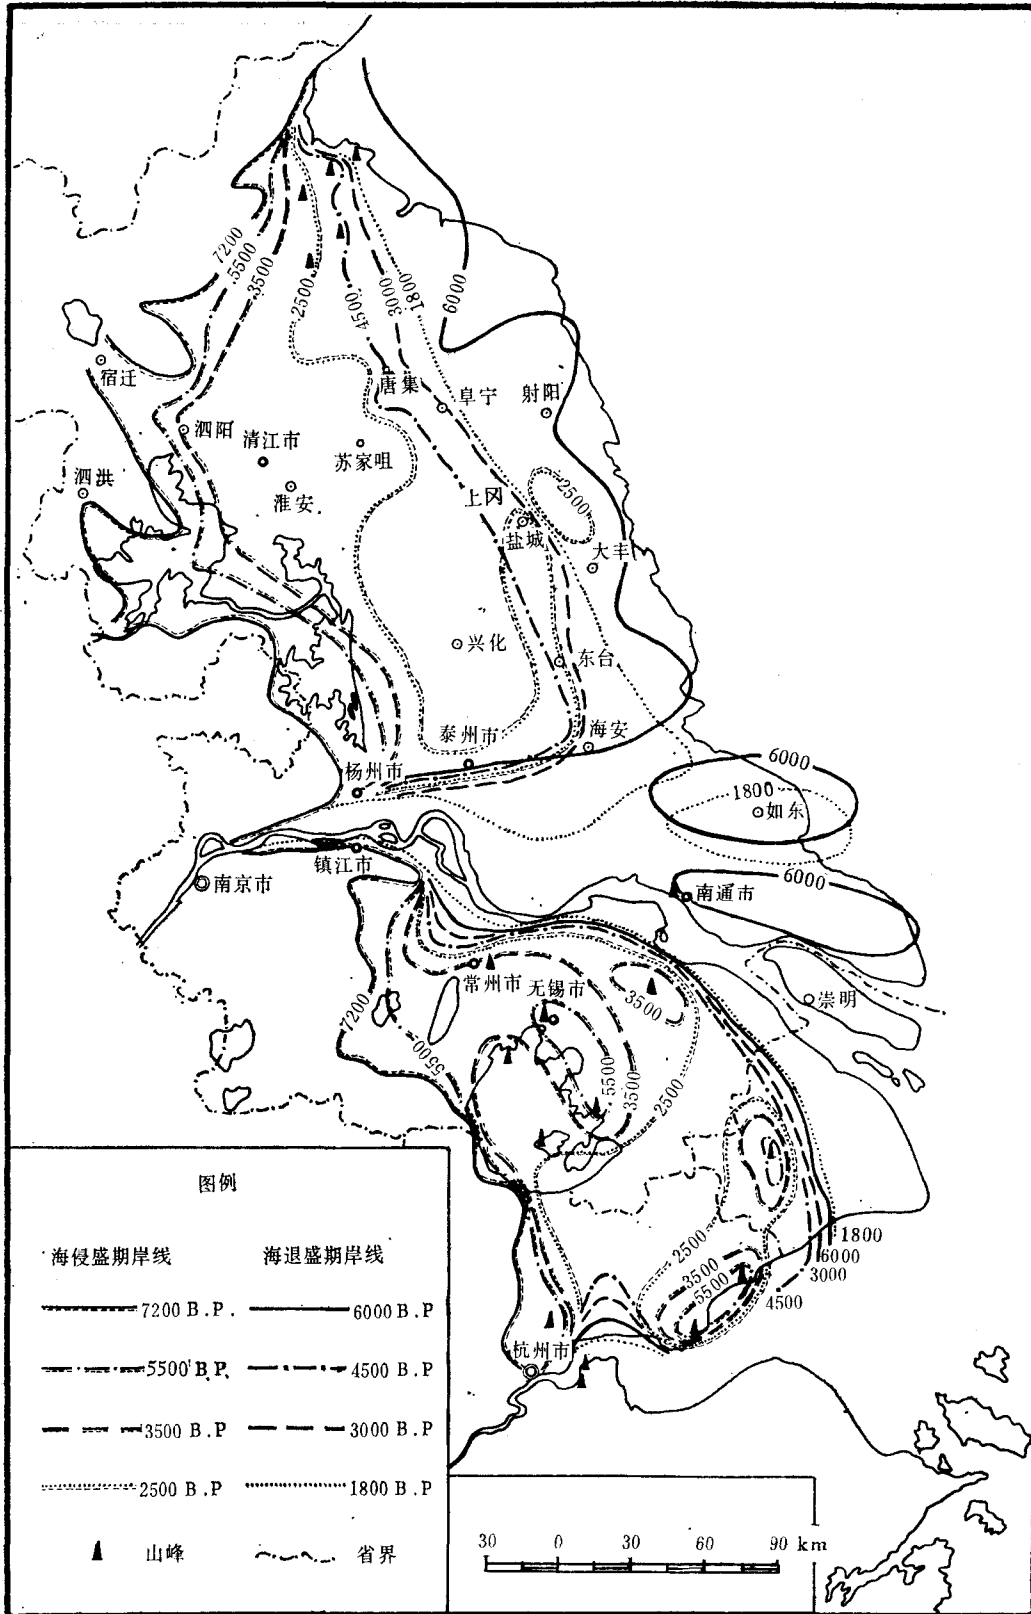 7200
5500
3500
2500
4500
3000
1800
6000
宿迁
泗阳
清江市
泗洪
淮安
苏家咀
唐集
阜宁
射阳
上冈
2500
盐城
大丰
兴化
东台
泰州市
海安
杨州市
6000
1800
如东
镇江市
南京市
6000
南通市
常州市
无锡市
3500
崇明
7200
5500
5500
3500
2500
2500
3500
5500
1800
6000
3000
4500
杭州市
图例
海侵盛期岸线 海退盛期岸线
7200 B.P. 6000 B.P
5500 B.P. 4500 B.P
3500 B.P 3000 B.P
2500 B.P 1800 B.P
山峰 省界
30 0 30 60 90 km